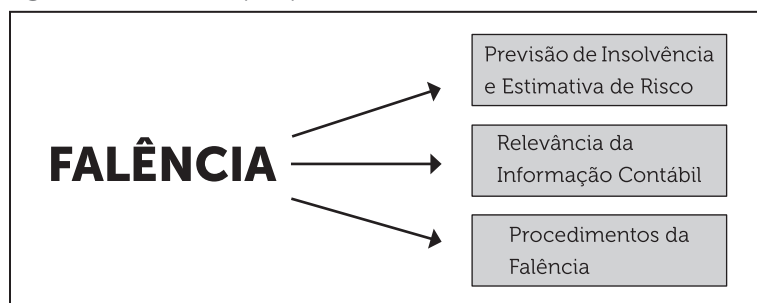 FALÊNCIA
Previsão de Insolvência
e Estimativa de Risco
Relevância da
Informação Contábil
Procedimentos da
Falência